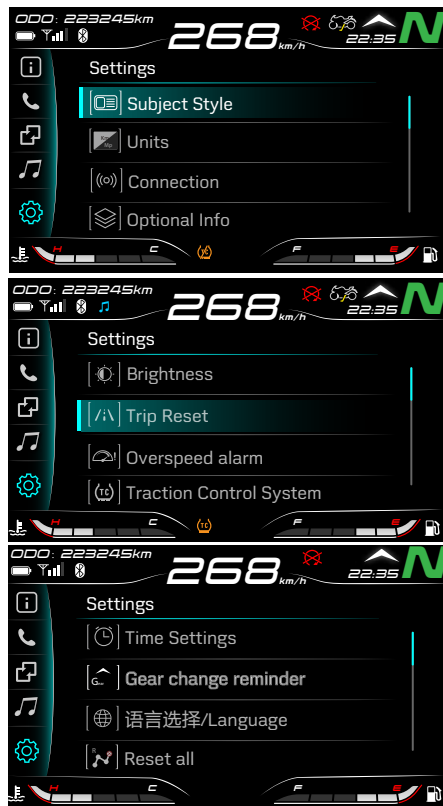 ODO: 223245km
268 km/h
22:35 N
Settings
Subject Style
Units
Connection
Optional Info
H C F E
ODO: 223245km
268 km/h
22:35 N
Settings
Brightness
Trip Reset
Overspeed alarm
TC Traction Control System
H C TC F E
ODO: 223245km
268 km/h
22:35 N
Settings
Time Settings
Gear change reminder
语言选择/Language
R Reset all
H C F E